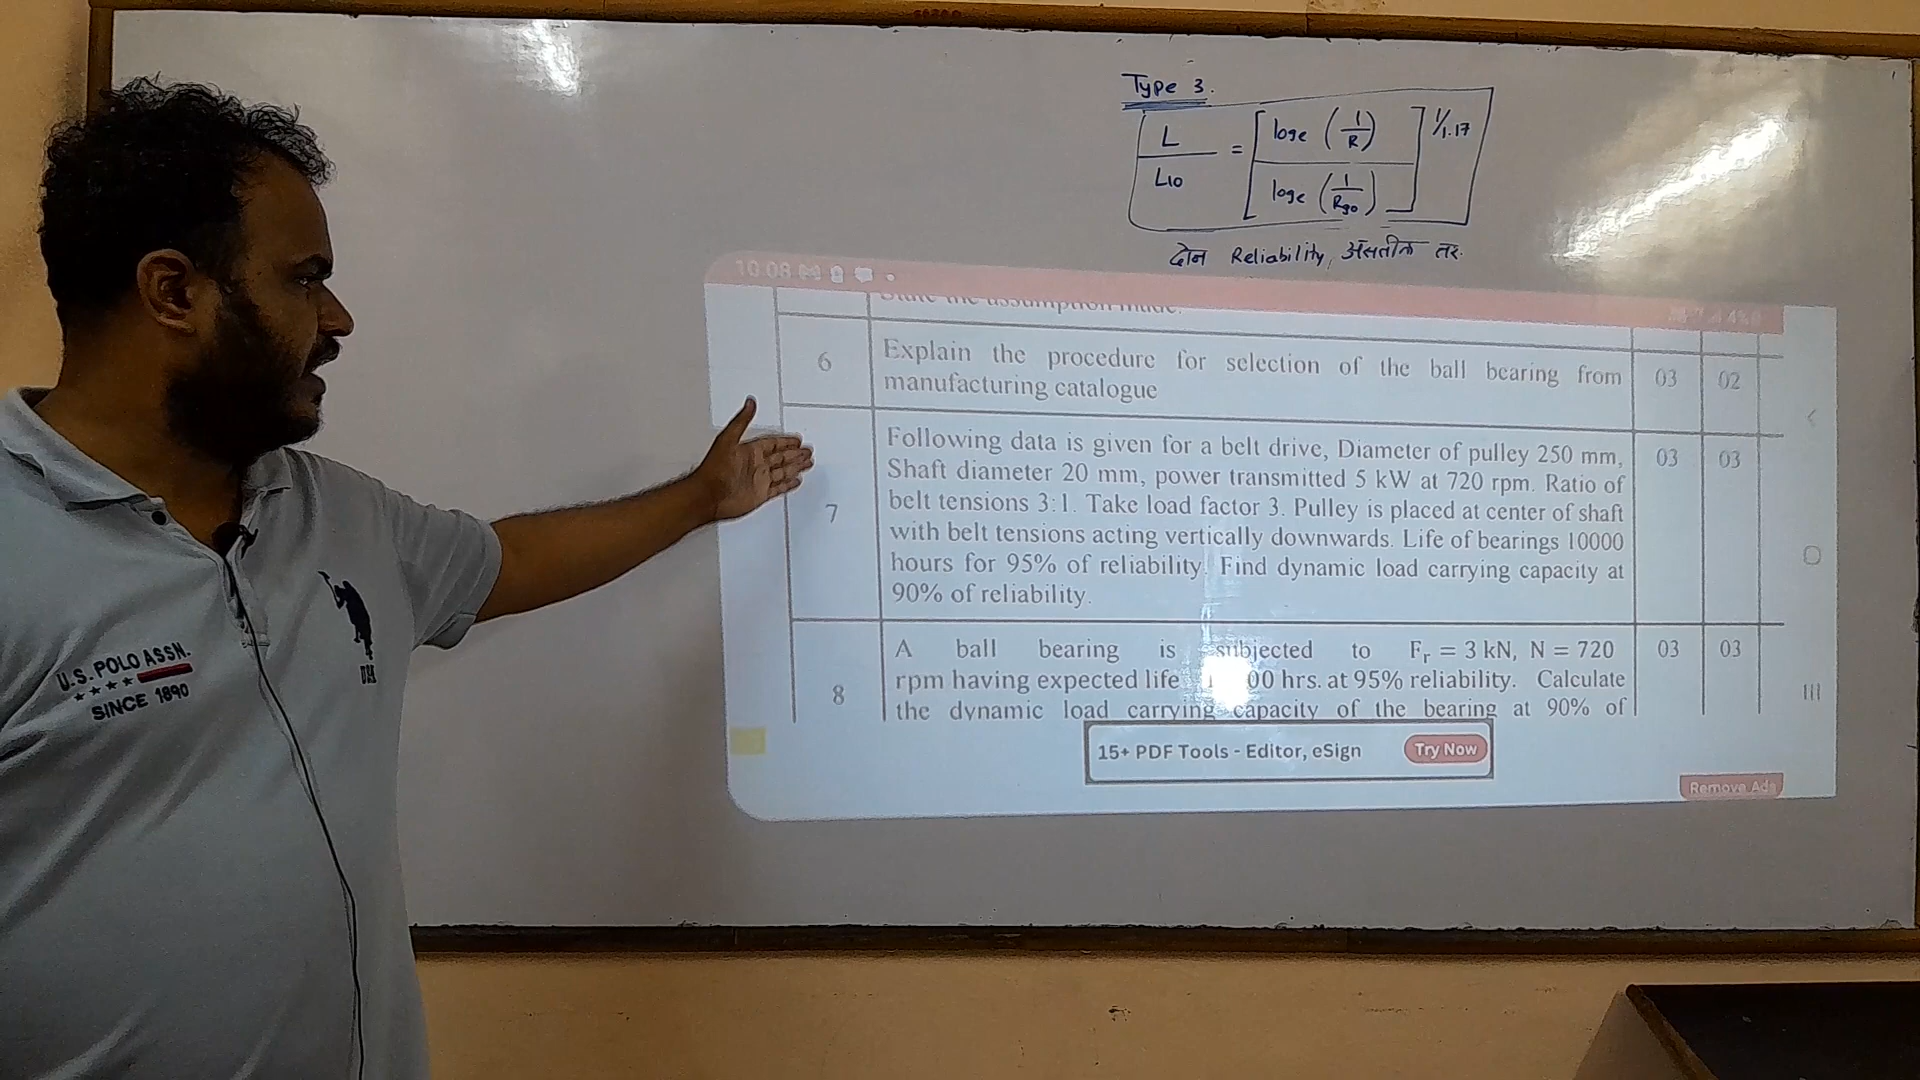 Type 3.
L / L10 = [ loge (1/R) / loge (1/R90) ] 1/1.17
दोन Reliability, असतील तर.
10:08
State the assumption made.
6 Explain the procedure for selection of the ball bearing from 03 02
manufacturing catalogue
7 Following data is given for a belt drive, Diameter of pulley 250 mm, 03 03
Shaft diameter 20 mm, power transmitted 5 kW at 720 rpm. Ratio of
belt tensions 3:1. Take load factor 3. Pulley is placed at center of shaft
with belt tensions acting vertically downwards. Life of bearings 10000
hours for 95% of reliability. Find dynamic load carrying capacity at
90% of reliability.
8 A ball bearing is subjected to Fr = 3 kN, N = 720 03 03
rpm having expected life 00 hrs. at 95% reliability. Calculate
the dynamic load carrying capacity of the bearing at 90% of
15+ PDF Tools - Editor, eSign Try Now
Remove Ads
U.S. POLO ASSN.
SINCE 1890